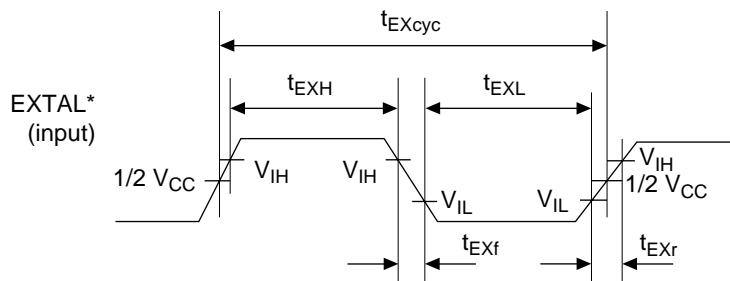 tEXcyc
tEXH
tEXL
EXTAL*
(input)
1/2 VCC
VIH
VIH
VIL
VIL
VIH
1/2 VCC
tEXf
tEXr